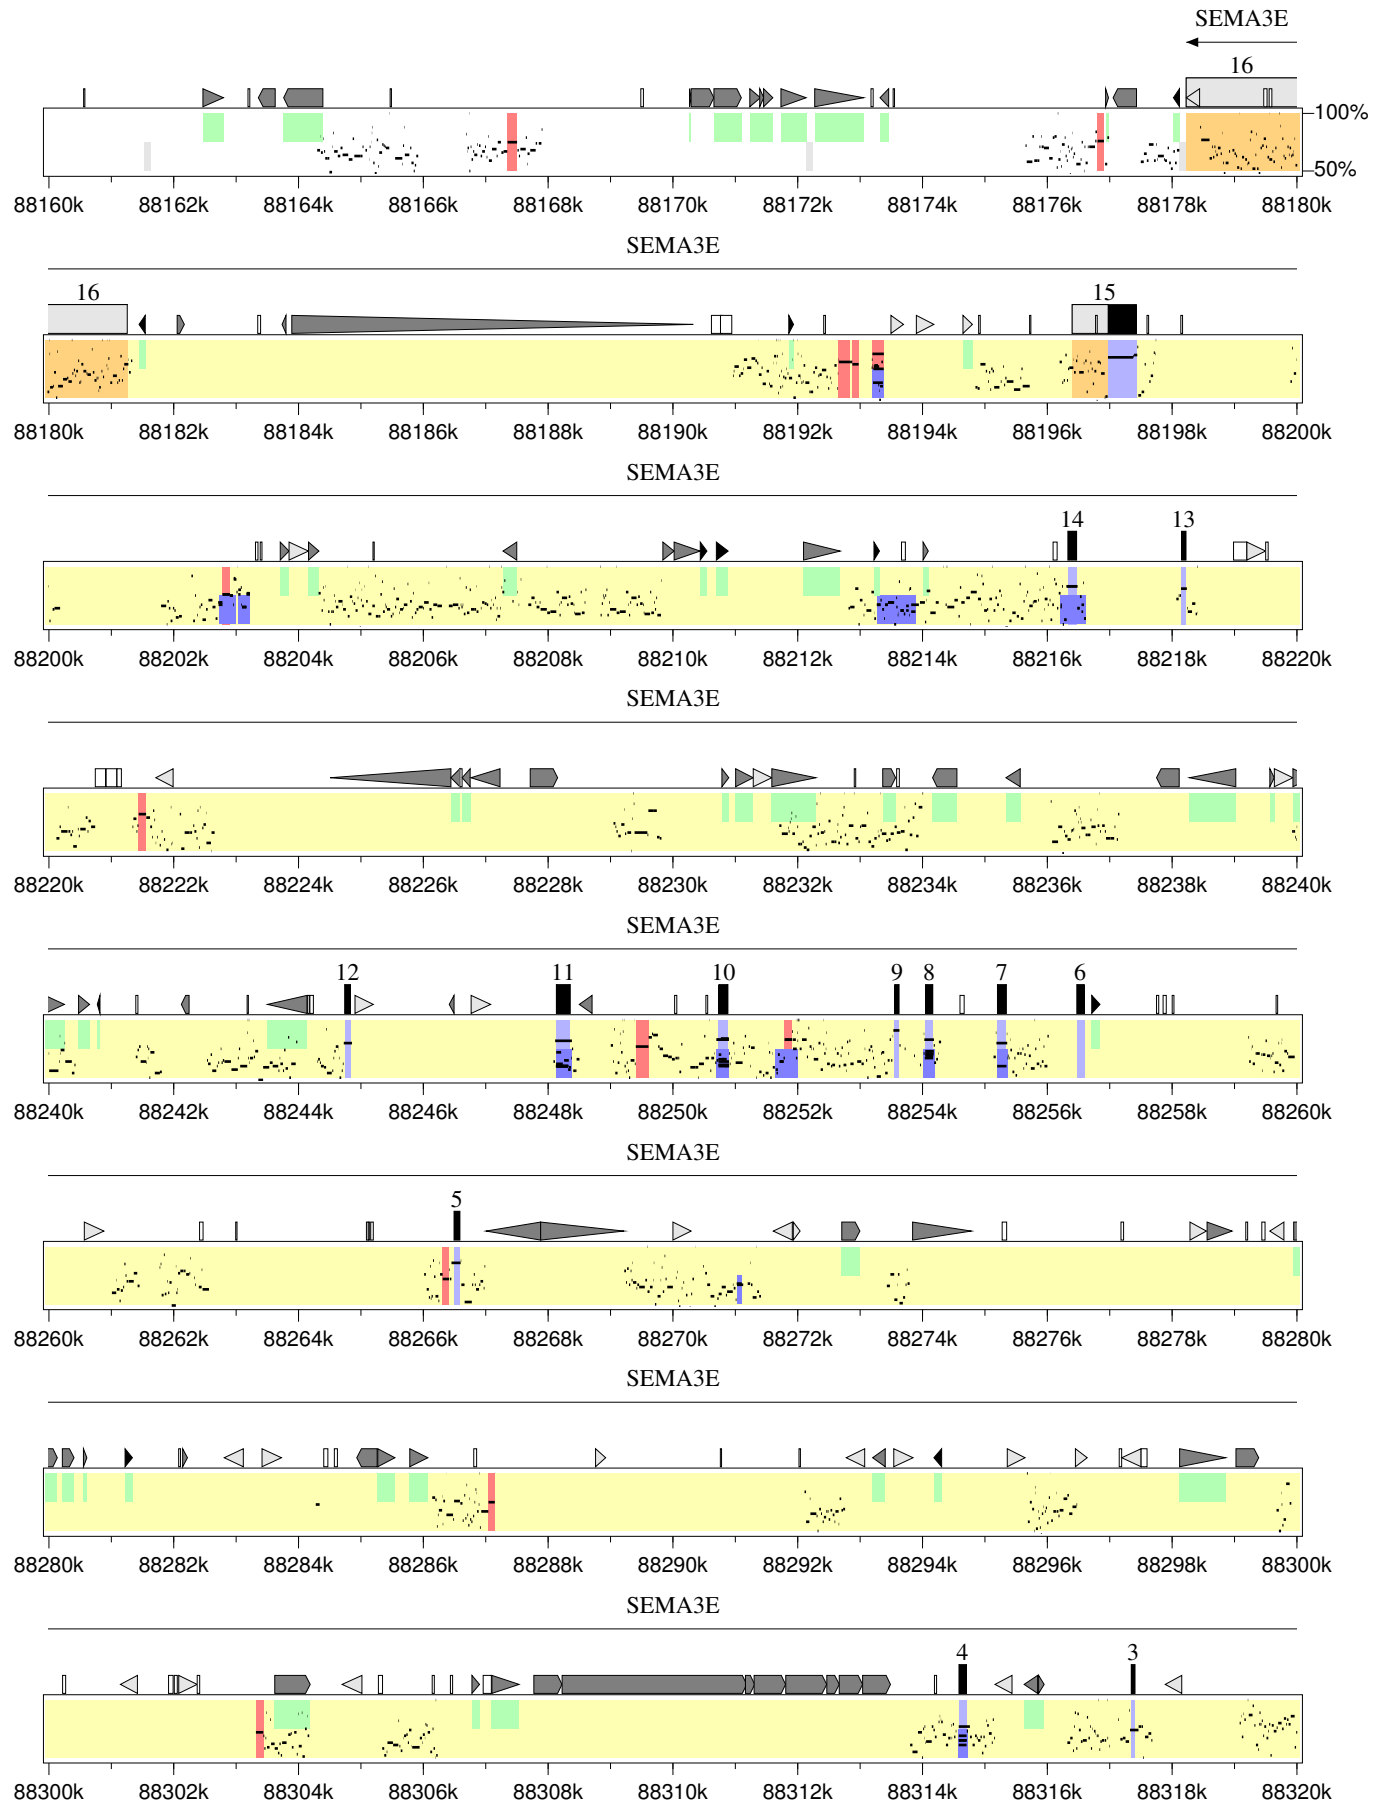 SEMA3E
16
100%
50%
88160k 88162k 88164k 88166k 88168k 88170k 88172k 88174k 88176k 88178k 88180k
SEMA3E
16 15
88180k 88182k 88184k 88186k 88188k 88190k 88192k 88194k 88196k 88198k 88200k
SEMA3E
14 13
88200k 88202k 88204k 88206k 88208k 88210k 88212k 88214k 88216k 88218k 88220k
SEMA3E
88220k 88222k 88224k 88226k 88228k 88230k 88232k 88234k 88236k 88238k 88240k
SEMA3E
12 11 10 9 8 7 6
88240k 88242k 88244k 88246k 88248k 88250k 88252k 88254k 88256k 88258k 88260k
SEMA3E
5
88260k 88262k 88264k 88266k 88268k 88270k 88272k 88274k 88276k 88278k 88280k
SEMA3E
88280k 88282k 88284k 88286k 88288k 88290k 88292k 88294k 88296k 88298k 88300k
SEMA3E
4 3
88300k 88302k 88304k 88306k 88308k 88310k 88312k 88314k 88316k 88318k 88320k